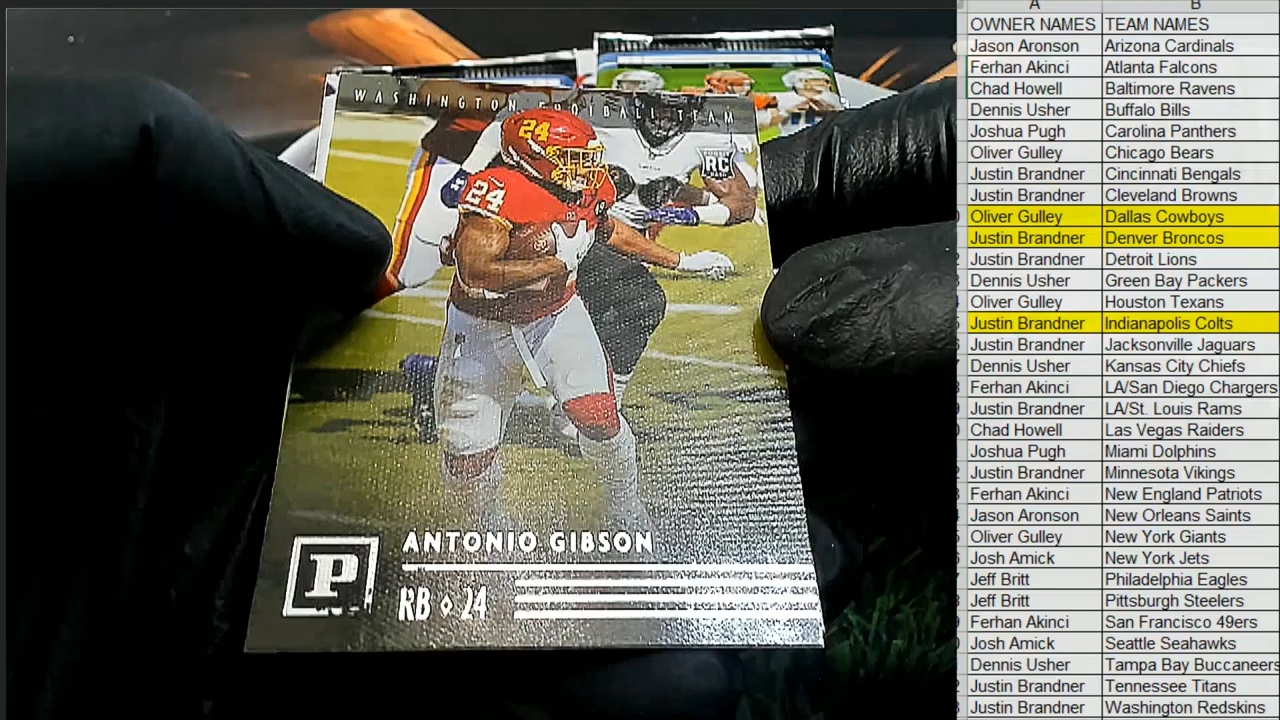 WASHINGTON FOOTBALL TEAM
24
RC
24
ANTONIO GIBSON
P
RB ⋄ 24
A B
OWNER NAMES TEAM NAMES
Jason Aronson Arizona Cardinals
Ferhan Akinci Atlanta Falcons
Chad Howell Baltimore Ravens
Dennis Usher Buffalo Bills
Joshua Pugh Carolina Panthers
Oliver Gulley Chicago Bears
Justin Brandner Cincinnati Bengals
Justin Brandner Cleveland Browns
Oliver Gulley Dallas Cowboys
Justin Brandner Denver Broncos
Justin Brandner Detroit Lions
Dennis Usher Green Bay Packers
Oliver Gulley Houston Texans
Justin Brandner Indianapolis Colts
Justin Brandner Jacksonville Jaguars
Dennis Usher Kansas City Chiefs
Ferhan Akinci LA/San Diego Chargers
Justin Brandner LA/St. Louis Rams
Chad Howell Las Vegas Raiders
Joshua Pugh Miami Dolphins
Justin Brandner Minnesota Vikings
Ferhan Akinci New England Patriots
Jason Aronson New Orleans Saints
Oliver Gulley New York Giants
Josh Amick New York Jets
Jeff Britt Philadelphia Eagles
Jeff Britt Pittsburgh Steelers
Ferhan Akinci San Francisco 49ers
Josh Amick Seattle Seahawks
Dennis Usher Tampa Bay Buccaneers
Justin Brandner Tennessee Titans
Justin Brandner Washington Redskins